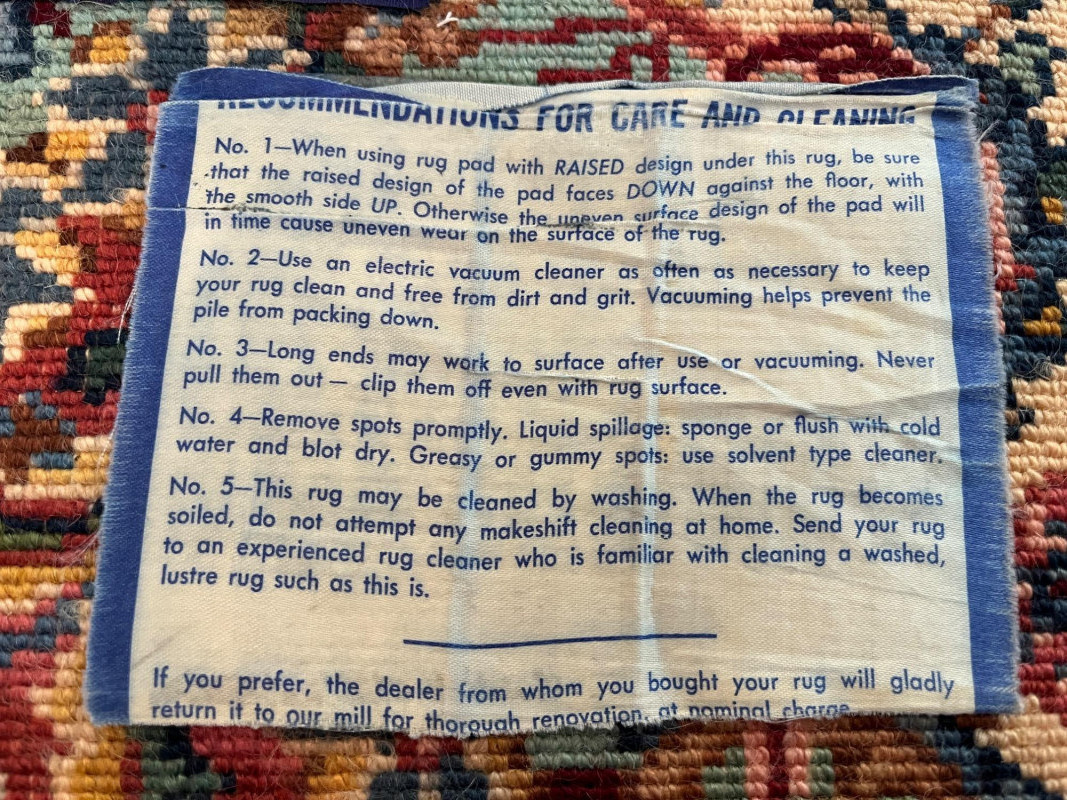 RECOMMENDATIONS FOR CARE AND CLEANING
No. 1—When using rug pad with RAISED design under this rug, be sure
that the raised design of the pad faces DOWN against the floor, with
the smooth side UP. Otherwise the uneven surface design of the pad will
in time cause uneven wear on the surface of the rug.
No. 2—Use an electric vacuum cleaner as often as necessary to keep
your rug clean and free from dirt and grit. Vacuuming helps prevent the
pile from packing down.
No. 3—Long ends may work to surface after use or vacuuming. Never
pull them out — clip them off even with rug surface.
No. 4—Remove spots promptly. Liquid spillage: sponge or flush with cold
water and blot dry. Greasy or gummy spots: use solvent type cleaner.
No. 5—This rug may be cleaned by washing. When the rug becomes
soiled, do not attempt any makeshift cleaning at home. Send your rug
to an experienced rug cleaner who is familiar with cleaning a washed,
lustre rug such as this is.
If you prefer, the dealer from whom you bought your rug will gladly
return it to our mill for thorough renovation, at nominal charge